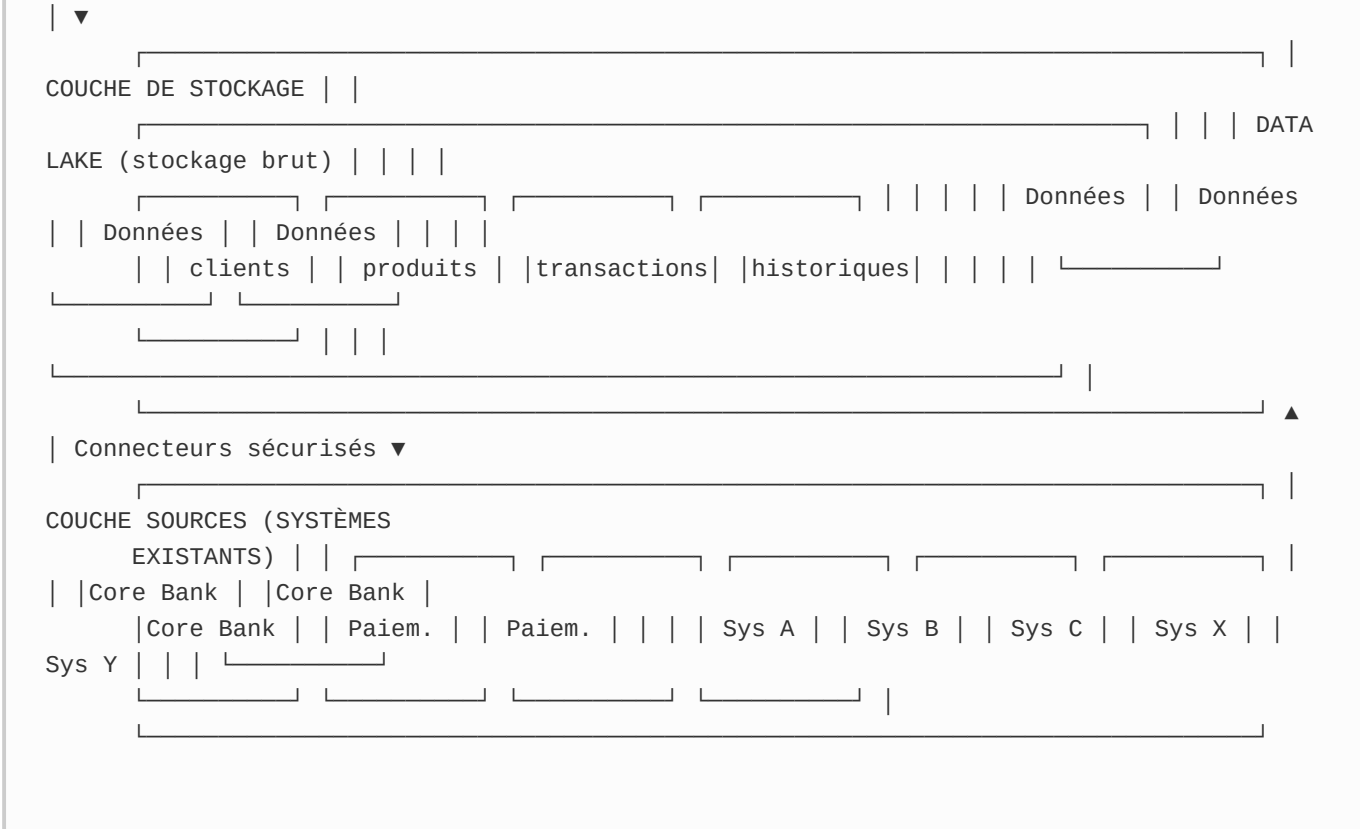 │ ▼
┌──────────────────────────────────────────────────────────────────────────────┐ │
COUCHE DE STOCKAGE │ │
┌──────────────────────────────────────────────────────────────────────┐ │ │ │ DATA
LAKE (stockage brut) │ │ │ │
┌──────────┐ ┌──────────┐ ┌──────────┐ ┌──────────┐ │ │ │ │ │ Données │ │ Données
│ │ Données │ │ Données │ │ │ │
│ │ clients │ │ produits │ │transactions│ │historiques│ │ │ │ │ └──────────┘
└──────────┘ └──────────┘
└──────────┘ │ │ │
└──────────────────────────────────────────────────────────────────────┘ │
└──────────────────────────────────────────────────────────────────────────────┘ ▲
│ Connecteurs sécurisés ▼
┌──────────────────────────────────────────────────────────────────────────────┐ │
COUCHE SOURCES (SYSTÈMES
EXISTANTS) │ │ ┌──────────┐ ┌──────────┐ ┌──────────┐ ┌──────────┐ ┌──────────┐ │
│ │Core Bank │ │Core Bank │
│Core Bank │ │ Paiem. │ │ Paiem. │ │ │ │ Sys A │ │ Sys B │ │ Sys C │ │ Sys X │ │
Sys Y │ │ │ └──────────┘
└──────────┘ └──────────┘ └──────────┘ └──────────┘ │
└──────────────────────────────────────────────────────────────────────────────┘